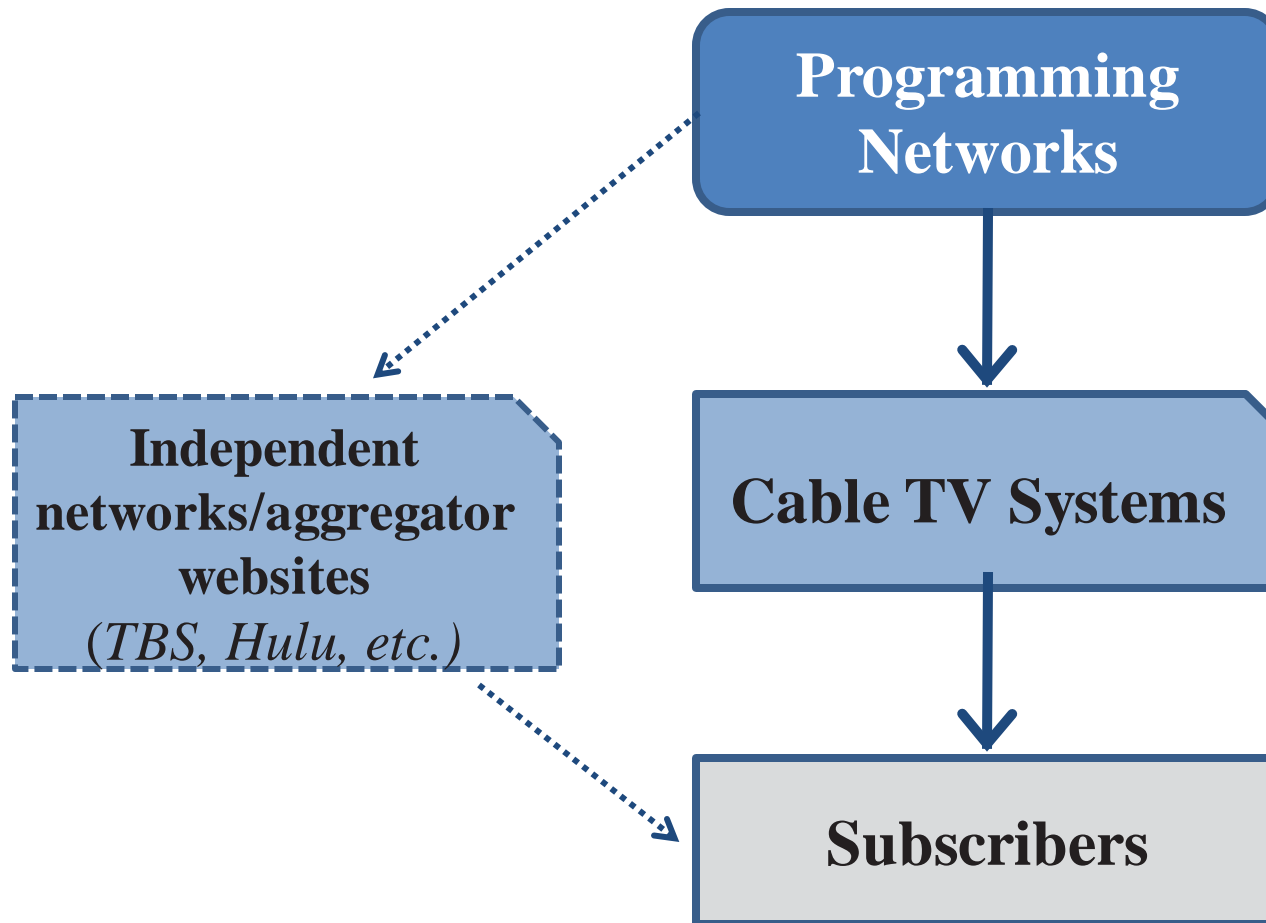 Programming
Networks
Independent
networks/aggregator
websites
(TBS, Hulu, etc.)
Cable TV Systems
Subscribers